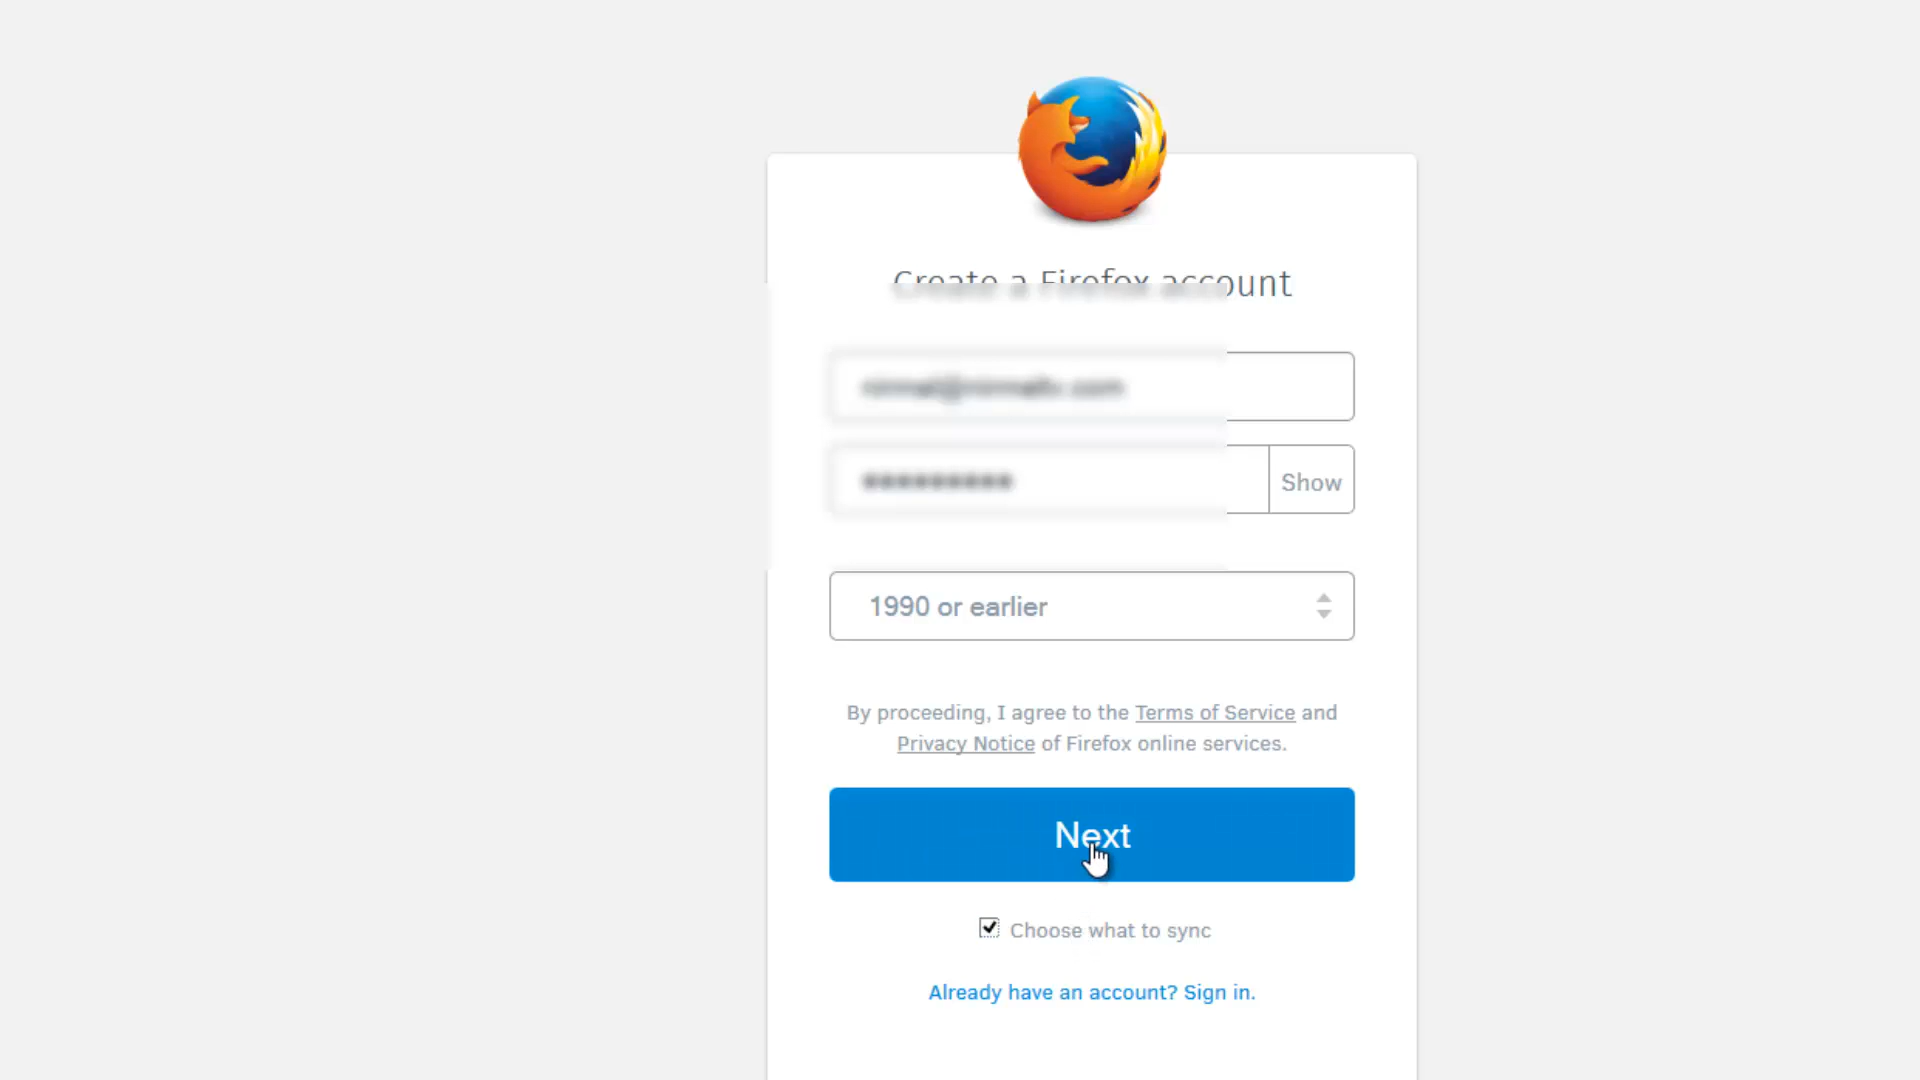 Create a Firefox account
Show
1990 or earlier
By proceeding, I agree to the Terms of Service and
Privacy Notice of Firefox online services.
Next
Choose what to sync
Already have an account? Sign in.